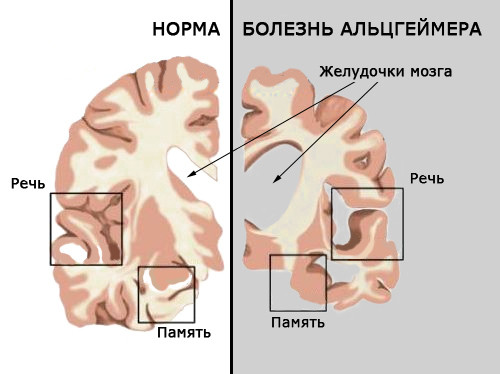 НОРМА
БОЛЕЗНЬ АЛЬЦГЕЙМЕРА
Желудочки мозга
Речь
Речь
Память
Память